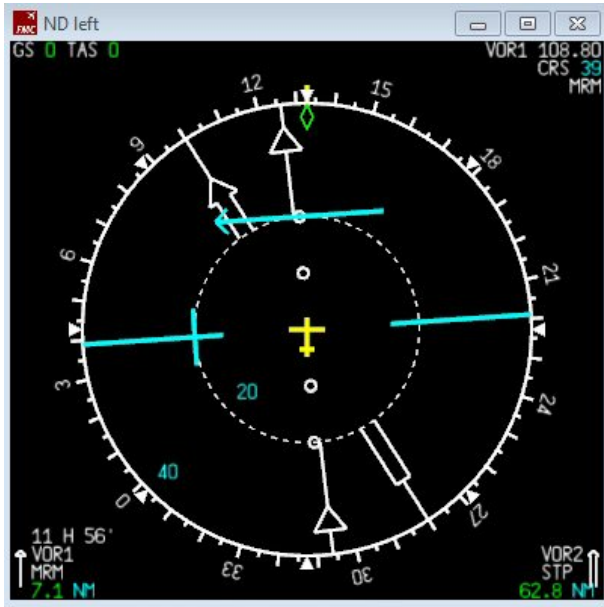 FMC ND left
GS 0 TAS 0
VOR1 108.80
CRS 39
MRM
12
15
9
18
6
21
3
24
20
40
0
27
33
30
11 H 56'
VOR1
MRM
7.1 NM
VOR2
STP
62.8 NM